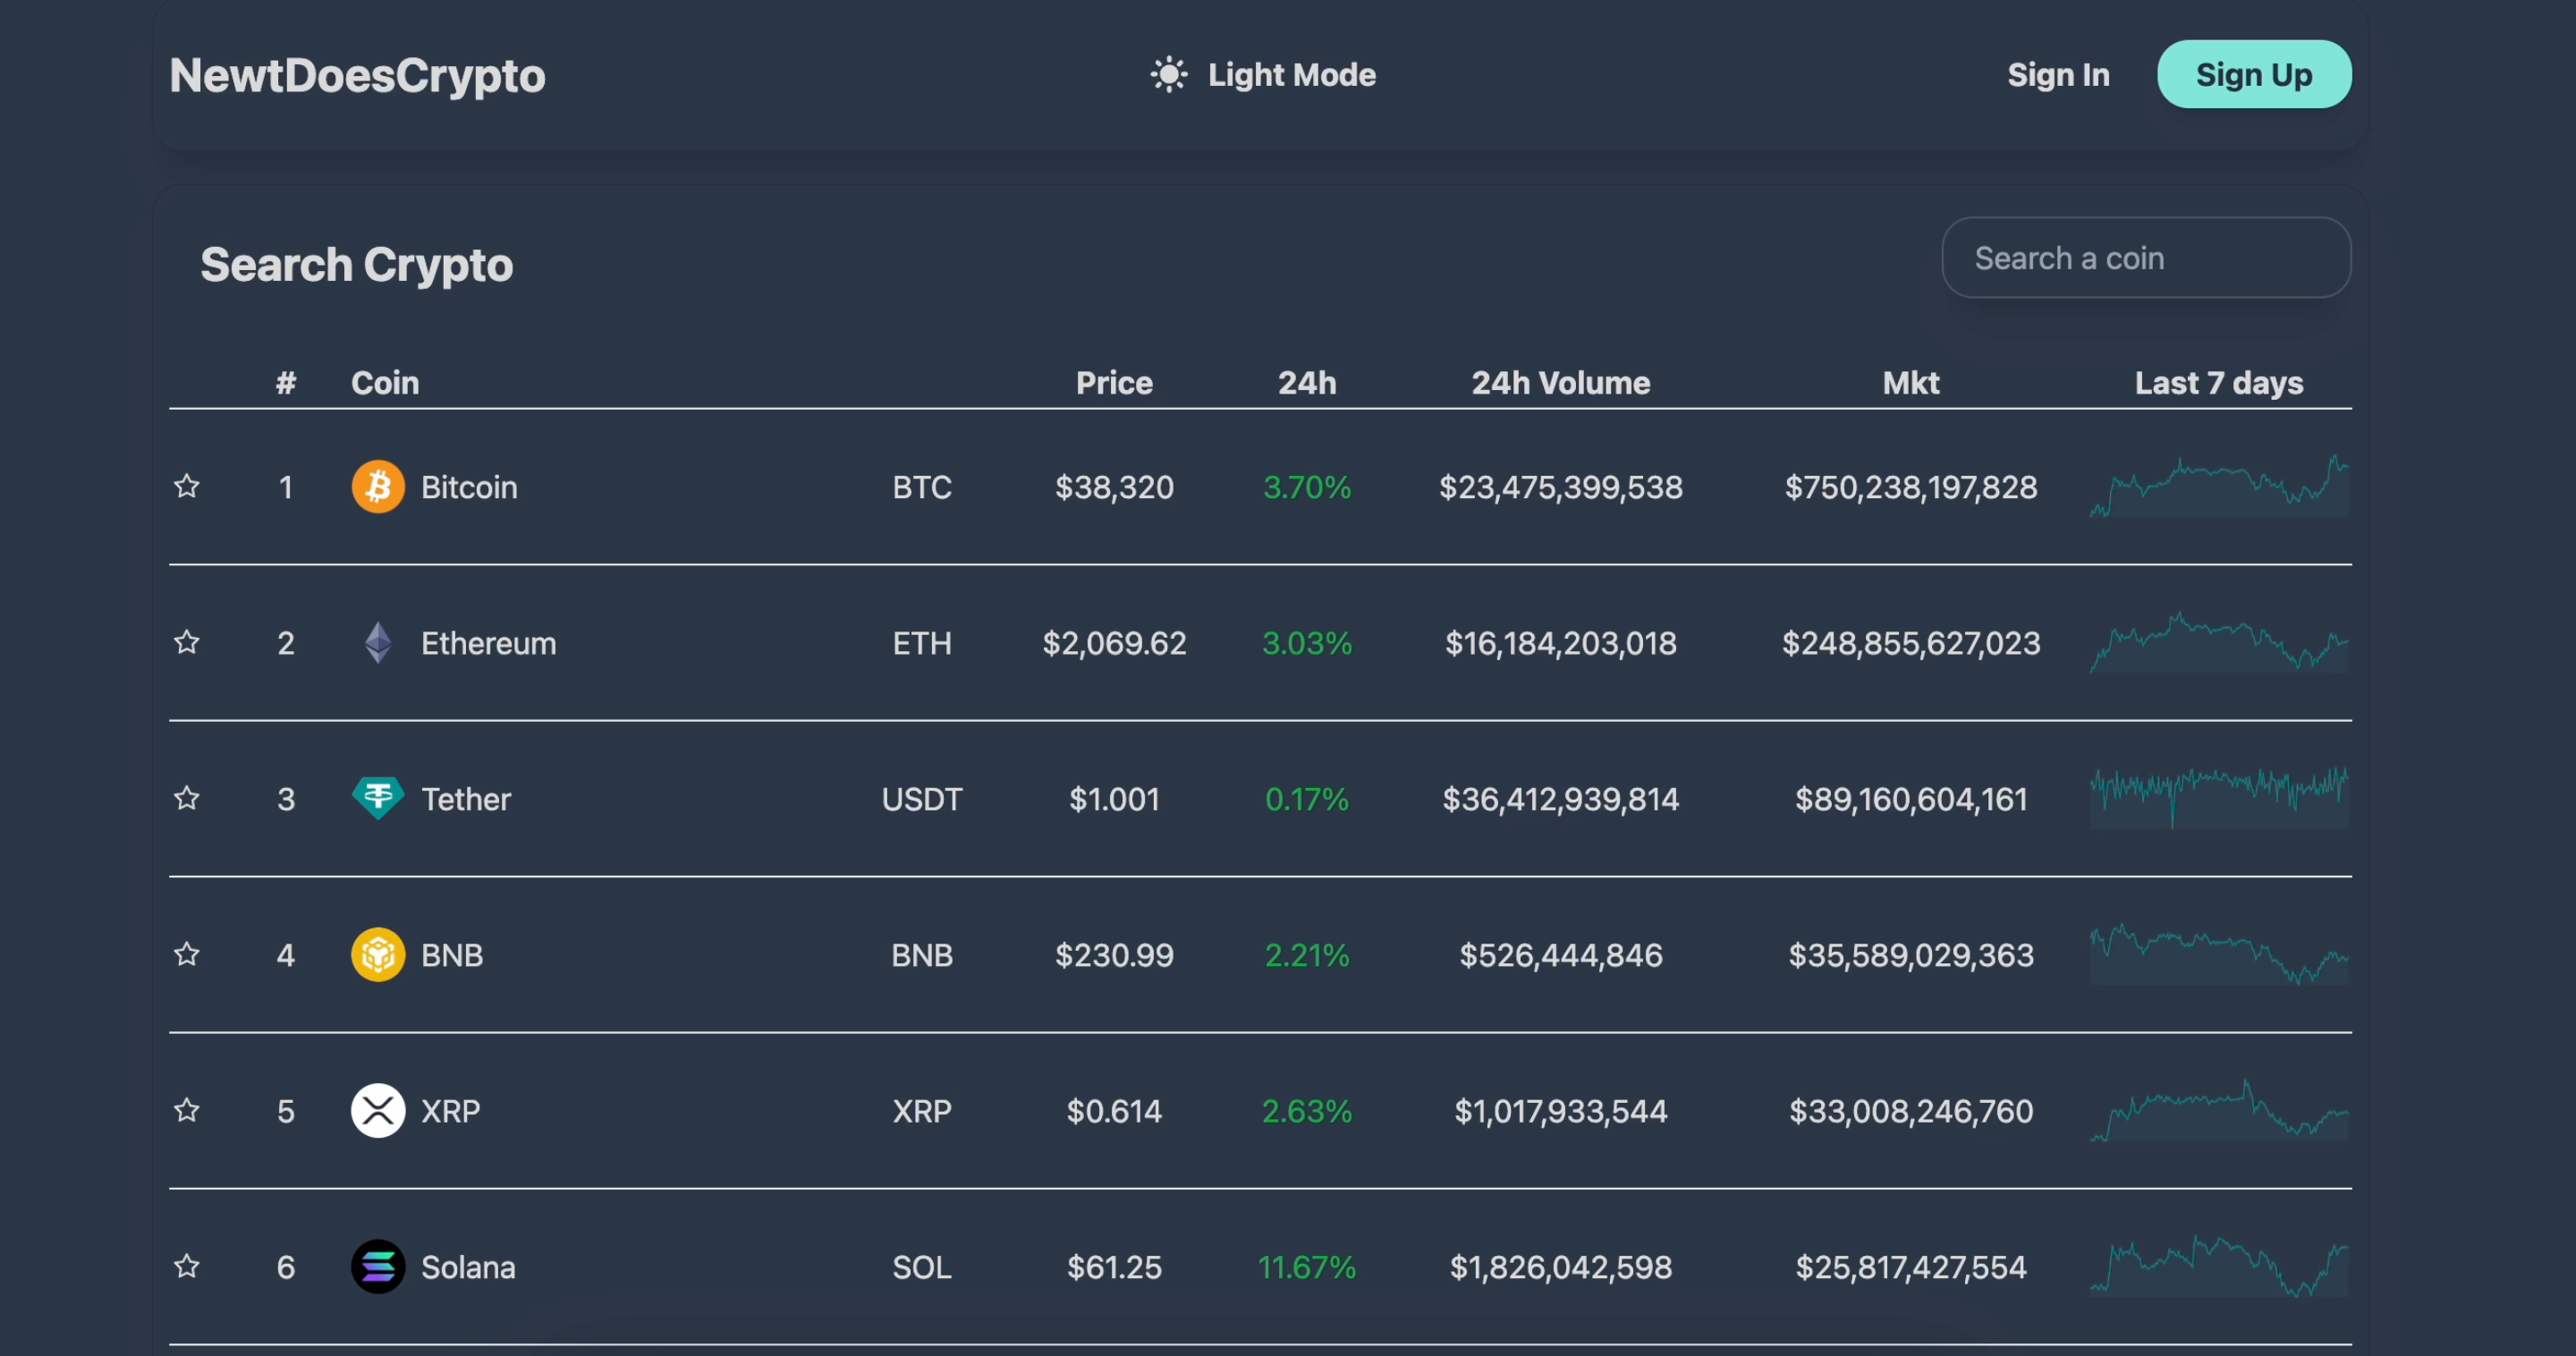 NewtDoesCrypto Light Mode Sign In Sign Up
Search Crypto Search a coin
# Coin Price 24h 24h Volume Mkt Last 7 days
1 Bitcoin BTC $38,320 3.70% $23,475,399,538 $750,238,197,828
2 Ethereum ETH $2,069.62 3.03% $16,184,203,018 $248,855,627,023
3 Tether USDT $1.001 0.17% $36,412,939,814 $89,160,604,161
4 BNB BNB $230.99 2.21% $526,444,846 $35,589,029,363
5 XRP XRP $0.614 2.63% $1,017,933,544 $33,008,246,760
6 Solana SOL $61.25 11.67% $1,826,042,598 $25,817,427,554